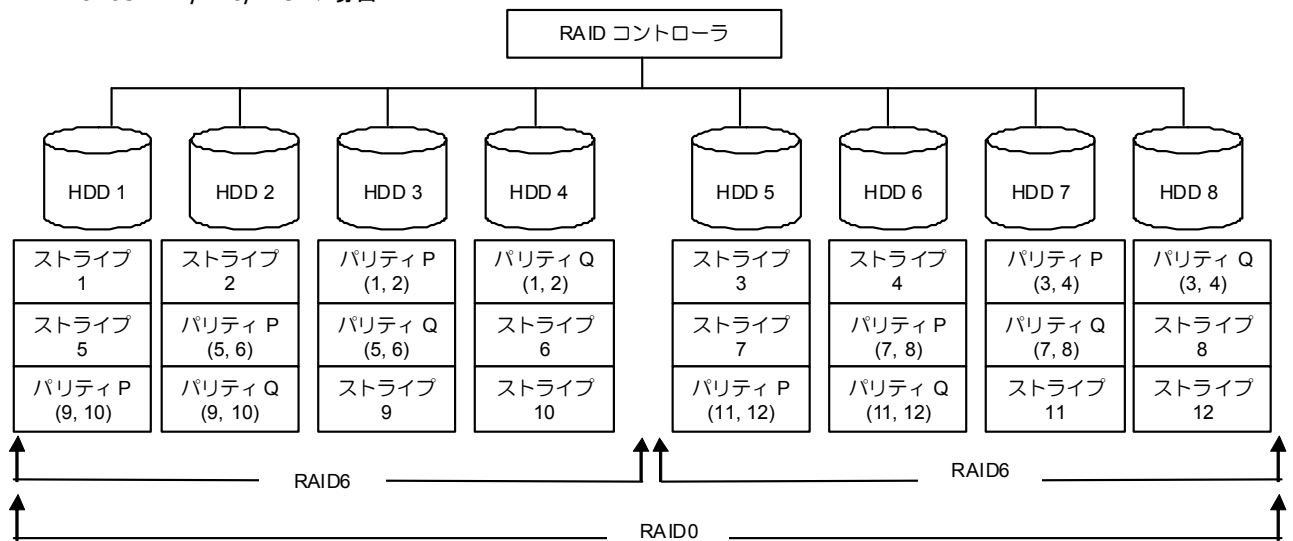 RAID コントローラ
HDD 1
HDD 2
HDD 3
HDD 4
HDD 5
HDD 6
HDD 7
HDD 8
ストライプ
1
ストライプ
2
パリティ P
(1, 2)
パリティ Q
(1, 2)
ストライプ
3
ストライプ
4
パリティ P
(3, 4)
パリティ Q
(3, 4)
ストライプ
5
パリティ P
(5, 6)
パリティ Q
(5, 6)
ストライプ
6
ストライプ
7
パリティ P
(7, 8)
パリティ Q
(7, 8)
ストライプ
8
パリティ P
(9, 10)
パリティ Q
(9, 10)
ストライプ
9
ストライプ
10
パリティ P
(11, 12)
パリティ Q
(11, 12)
ストライプ
11
ストライプ
12
RAID6
RAID6
RAID0